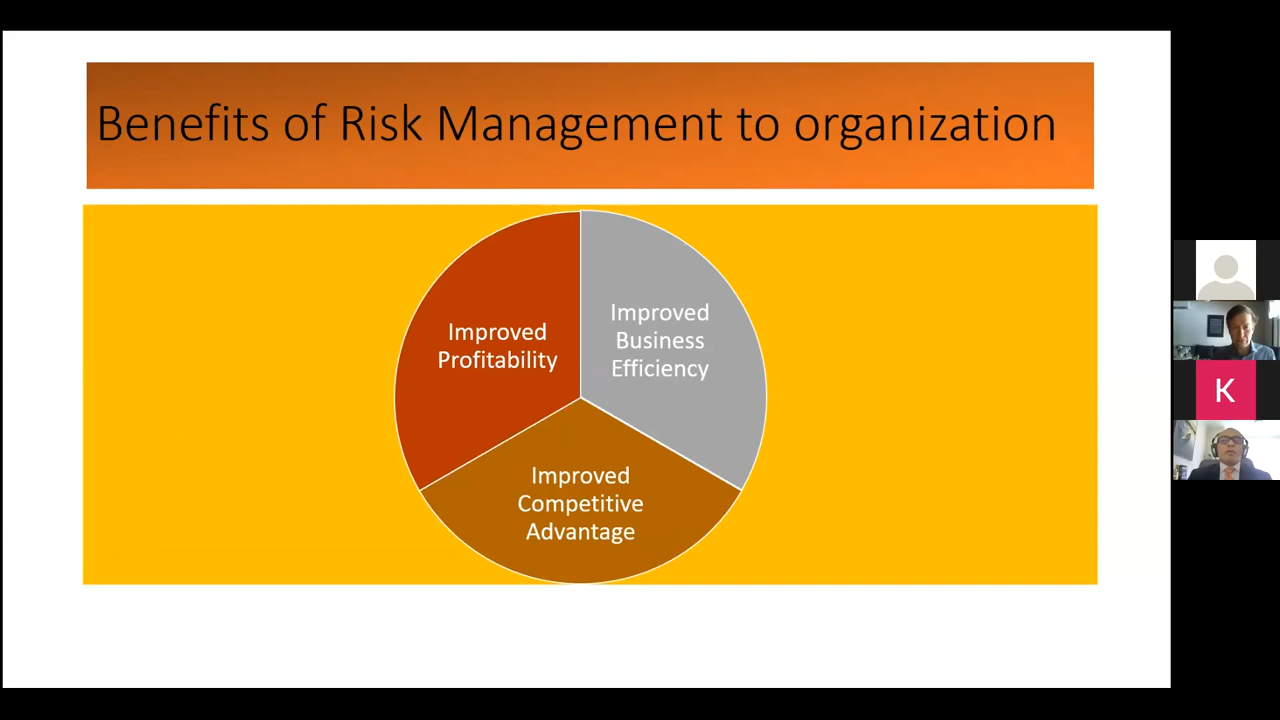 Benefits of Risk Management to organization
Improved
Profitability
Improved
Business
Efficiency
Improved
Competitive
Advantage
K